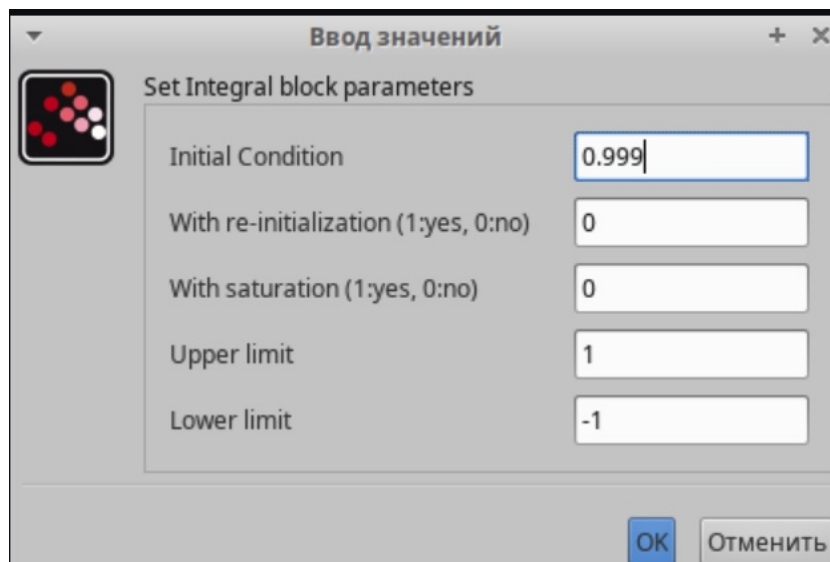 Ввод значений
Set Integral block parameters
Initial Condition 0.999
With re-initialization (1:yes, 0:no) 0
With saturation (1:yes, 0:no) 0
Upper limit 1
Lower limit -1
OK Отменить